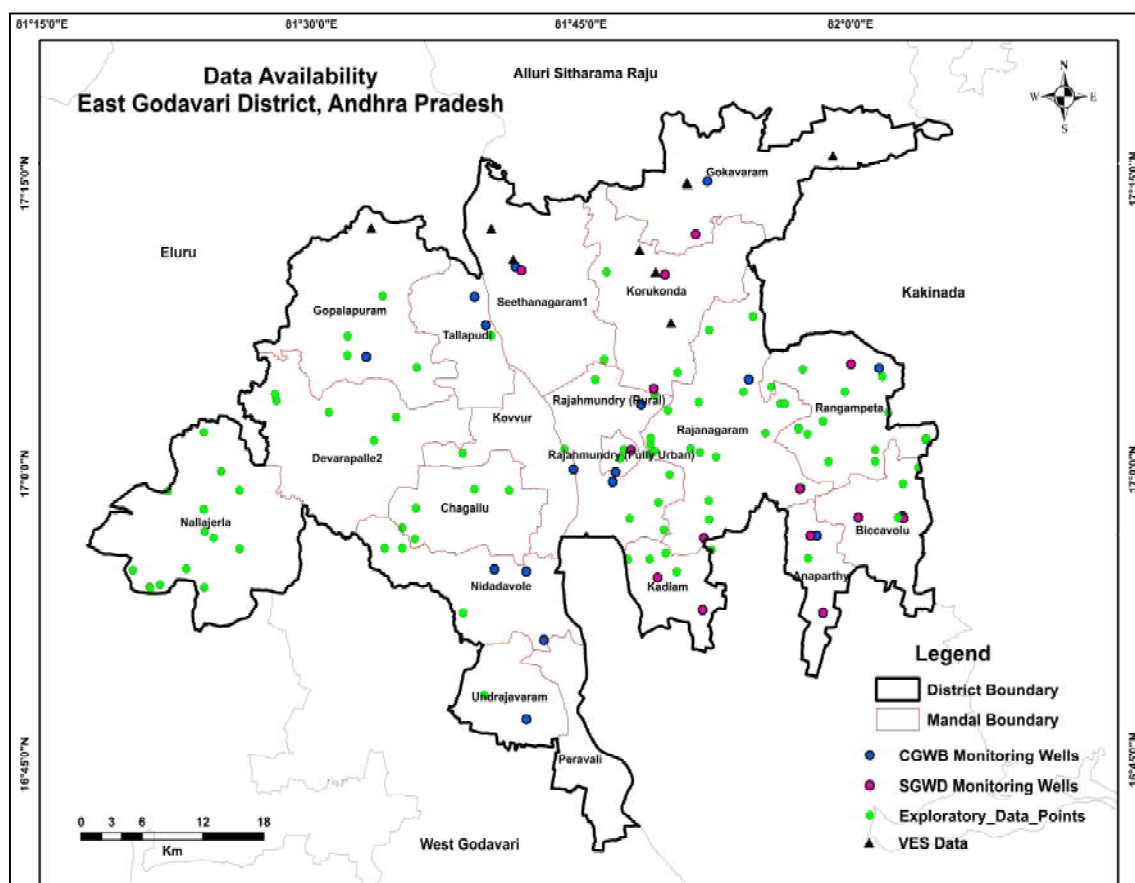 81°15'0"E
81°30'0"E
81°45'0"E
82°0'0"E
Data Availability
East Godavari District, Andhra Pradesh
Alluri Sitharama Raju
N
W
E
S
17°15'0"N
17°0'0"N
16°45'0"N
Gokavaram
Eluru
Kakinada
Korukonda
Seethanagaram1
Gopalapuram
Tallapudi
Rajahmundry (Rural)
Rangampeta
Kovvur
Rajanagaram
Rajahmundry (Fully Urban)
Devarapalle2
Chagallu
Nallajerla
Biccavolu
Anaparthy
Nidadavole
Kadiam
Undrajavaram
Peravali
West Godavari
Legend
District Boundary
Mandal Boundary
CGWB Monitoring Wells
SGWD Monitoring Wells
Exploratory_Data_Points
VES Data
0 3 6 12 18
Km